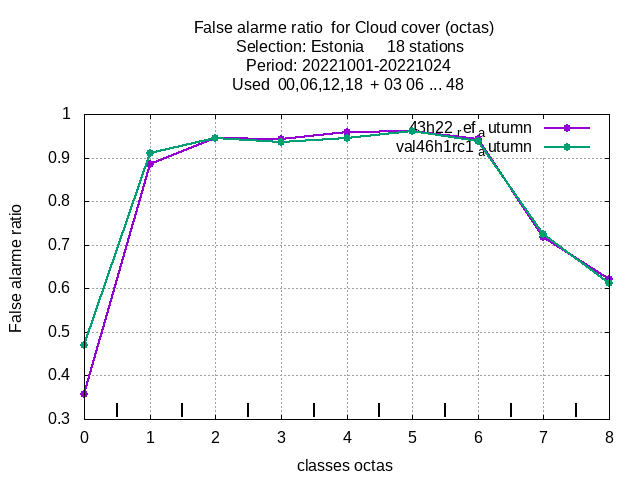 False alarme ratio  for Cloud cover (octas)
Selection: Estonia     18 stations
Period: 20221001-20221024
Used  00,06,12,18  + 03 06 ... 48
43h22_ref_autumn
val46h1rc1_autumn
False alarme ratio
1
0.9
0.8
0.7
0.6
0.5
0.4
0.3
0 1 2 3 4 5 6 7 8
classes octas